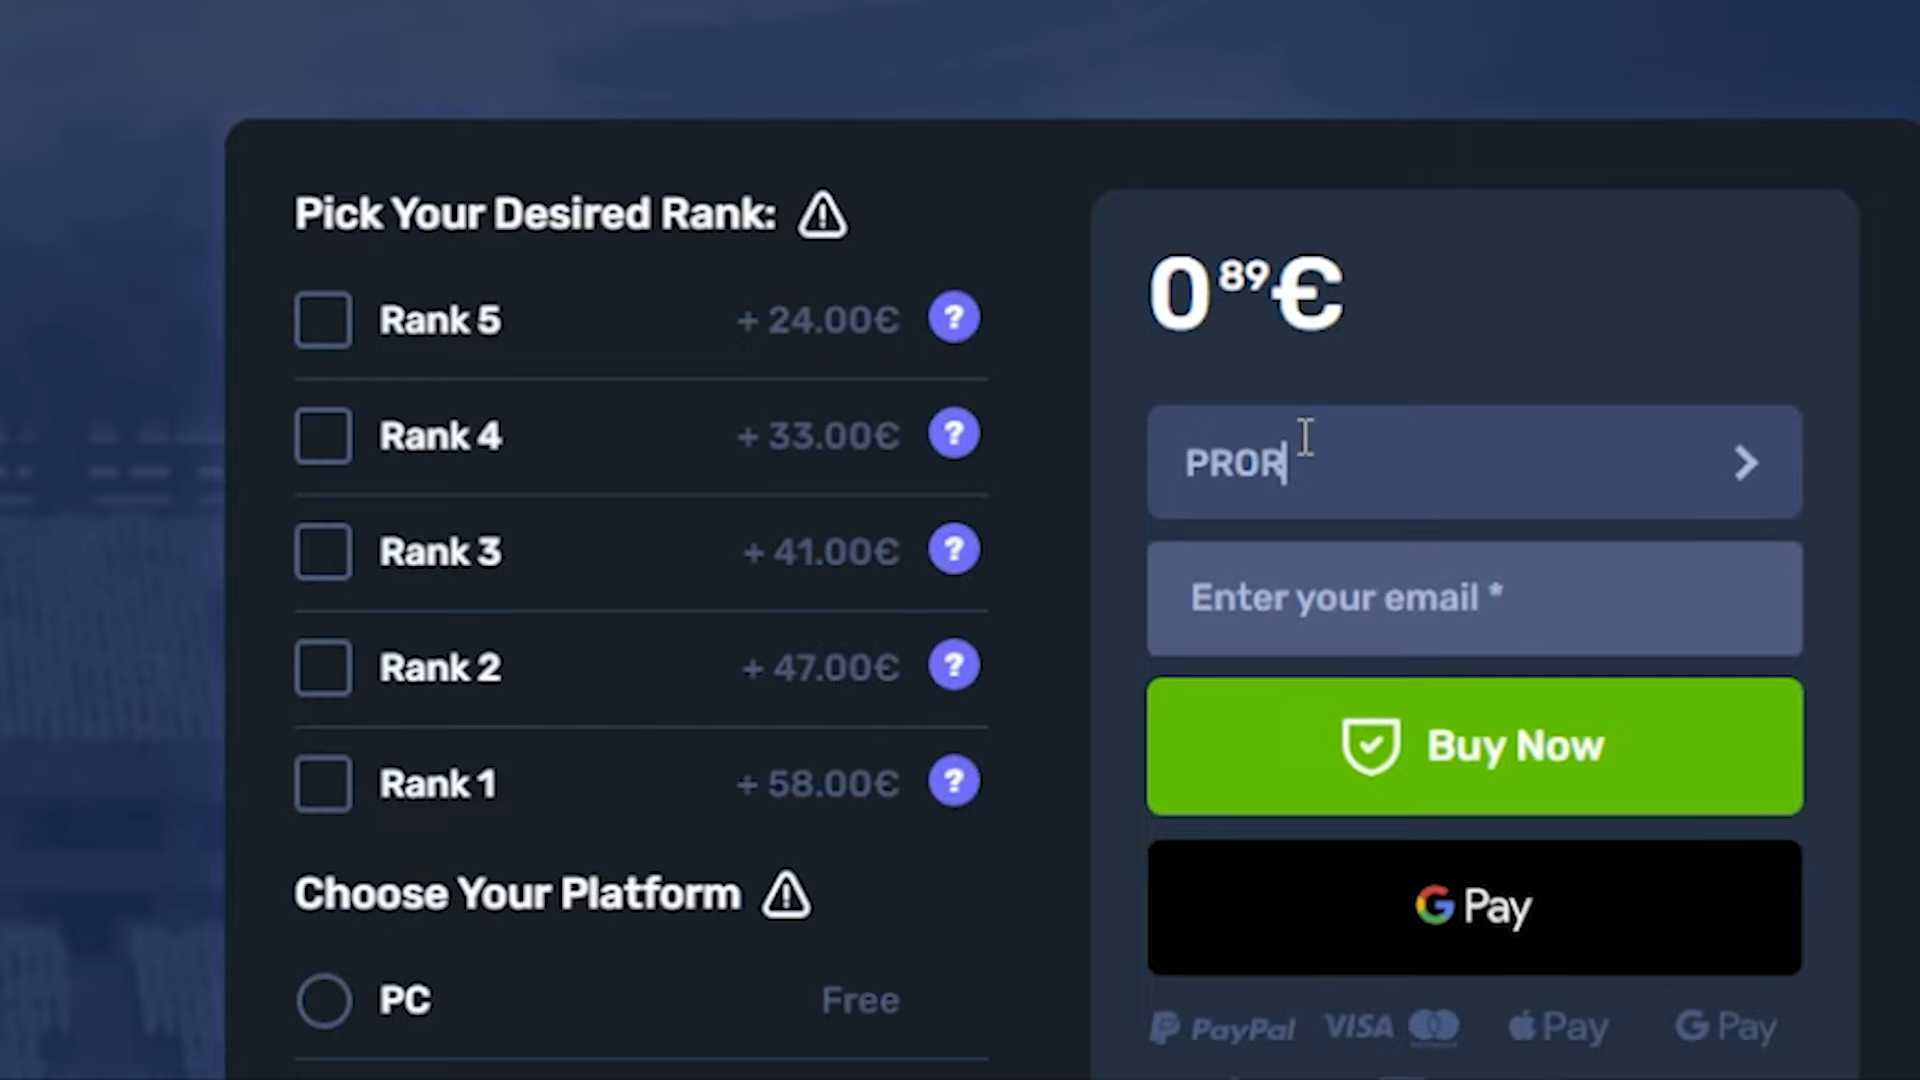 Pick Your Desired Rank:
Rank 5 + 24.00€ ?
Rank 4 + 33.00€ ?
Rank 3 + 41.00€ ?
Rank 2 + 47.00€ ?
Rank 1 + 58.00€ ?
Choose Your Platform
PC Free
0 89€
PROR
Enter your email *
Buy Now
G Pay
PayPal VISA Pay G Pay